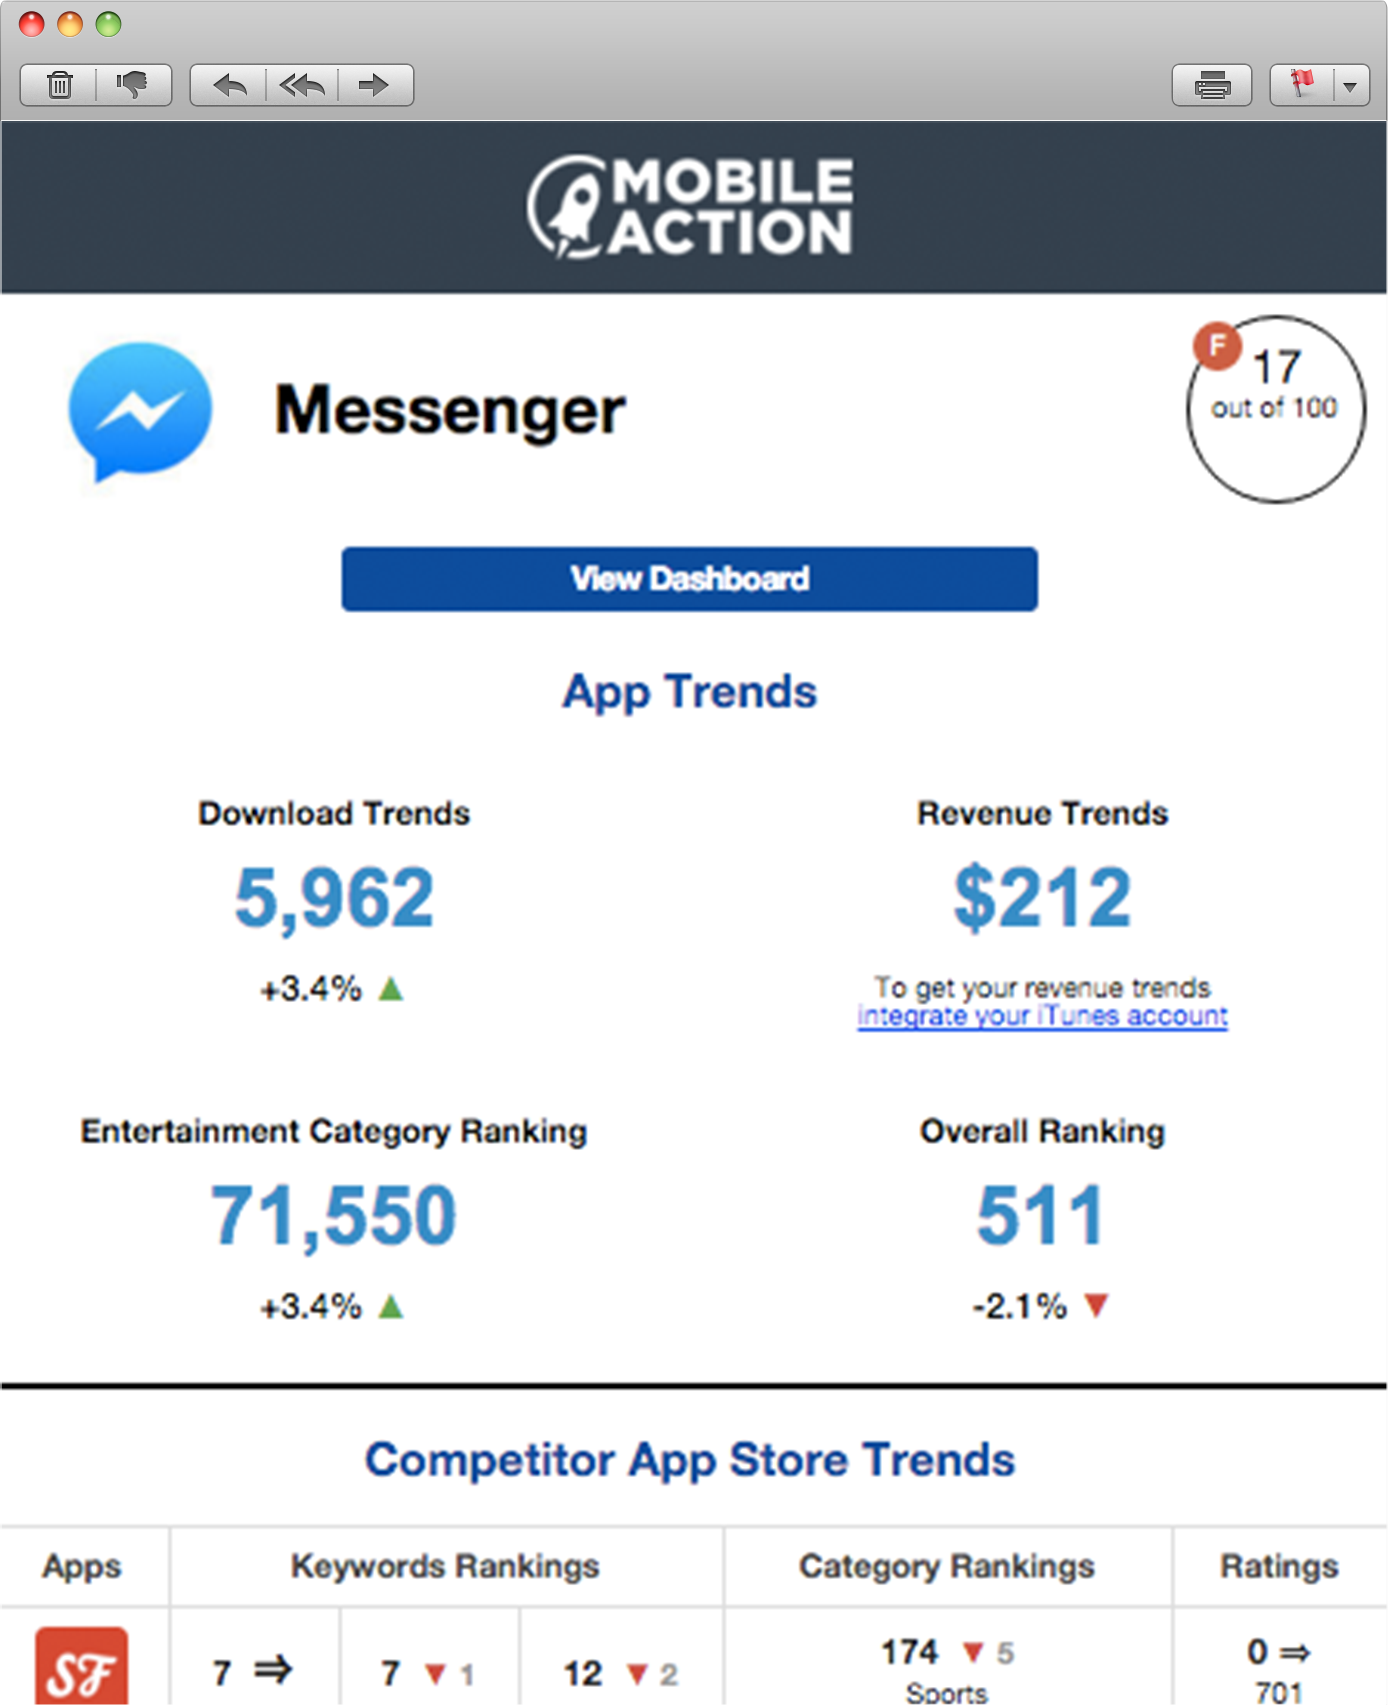 MOBILE
ACTION
Messenger
F
17
out of 100
View Dashboard
App Trends
Download Trends
Revenue Trends
5,962
$212
+3.4% ▲
To get your revenue trends
integrate your iTunes account
Entertainment Category Ranking
Overall Ranking
71,550
511
+3.4% ▲
-2.1% ▼
Competitor App Store Trends
Apps
Keywords Rankings
Category Rankings
Ratings
SF
7 ⇒
7 ▼ 1
12 ▼ 2
174 ▼ 5
Sports
0 ⇒
701